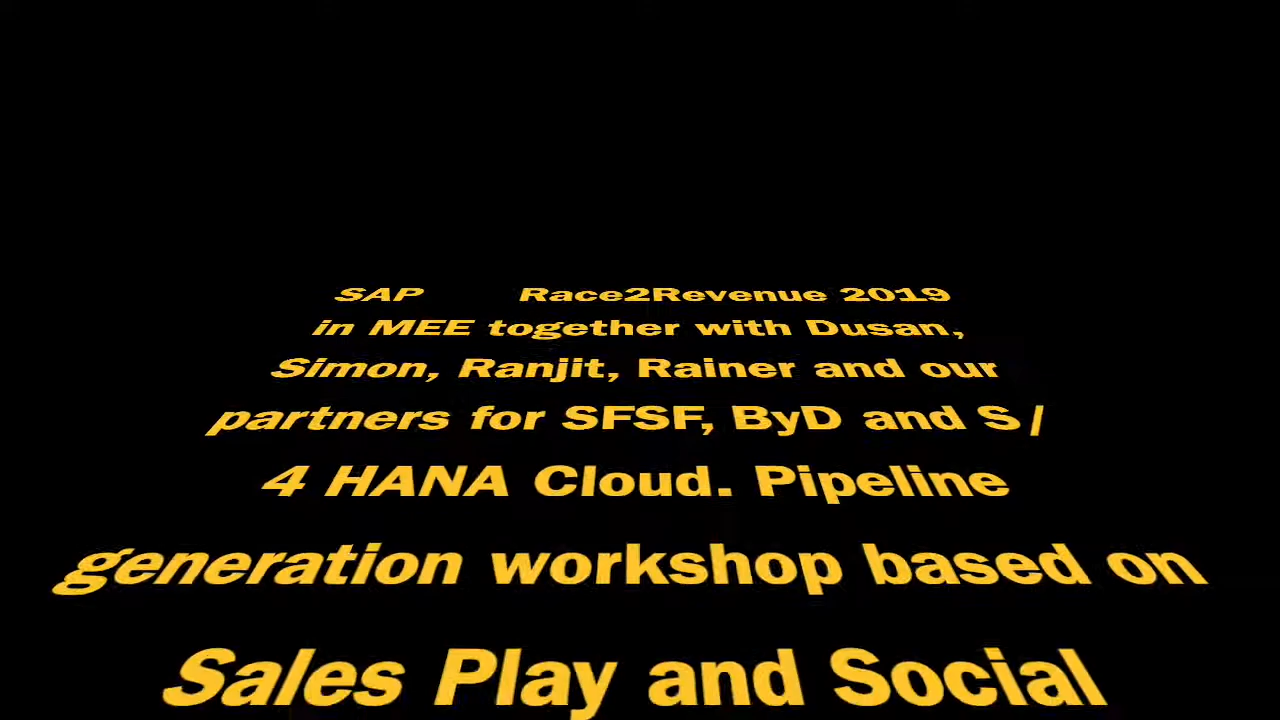 SAP Race2Revenue 2019
in MEE together with Dusan,
Simon, Ranjit, Rainer and our
partners for SFSF, ByD and S/
4 HANA Cloud. Pipeline
generation workshop based on
Sales Play and Social